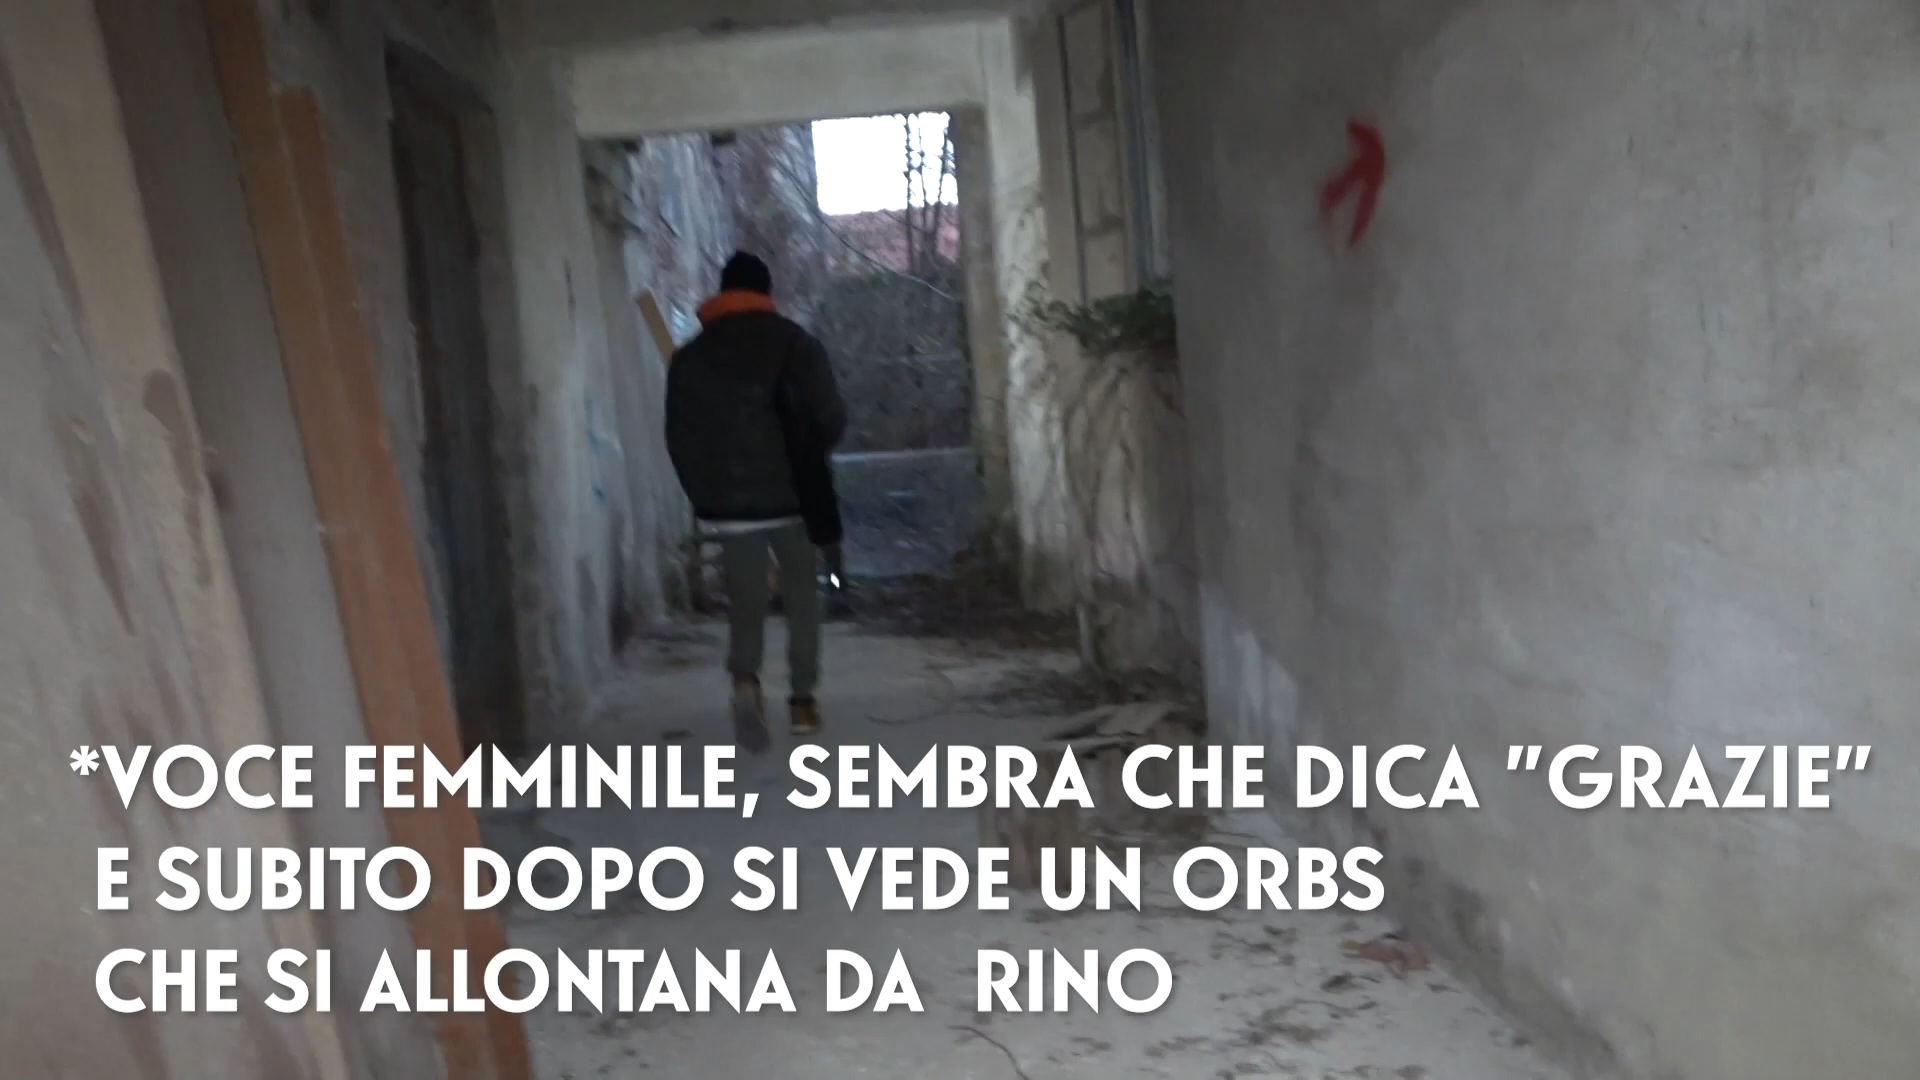 *VOCE FEMMINILE, SEMBRA CHE DICA "GRAZIE"
E SUBITO DOPO SI VEDE UN ORBS
CHE SI ALLONTANA DA RINO